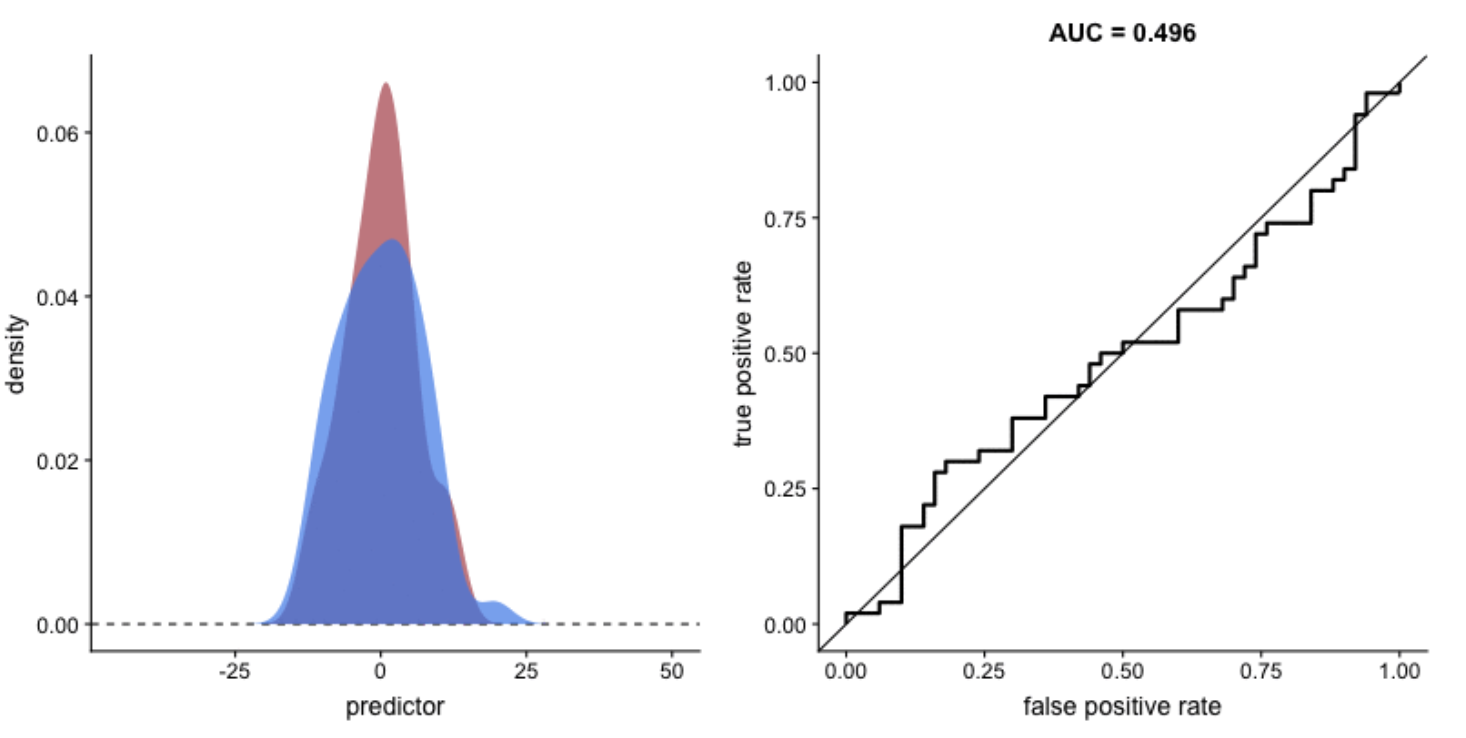 density
0.06
0.04
0.02
0.00
-25 0 25 50
predictor
AUC = 0.496
true positive rate
1.00
0.75
0.50
0.25
0.00
0.00 0.25 0.50 0.75 1.00
false positive rate